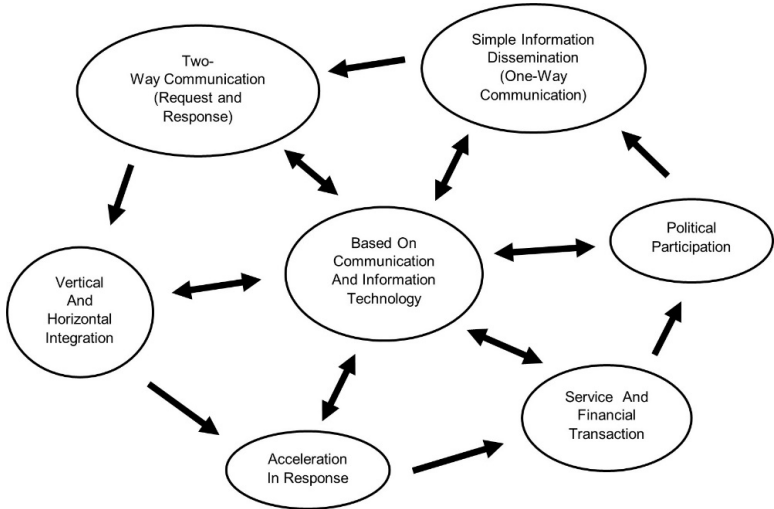 Simple Information
Dissemination
(One-Way
Communication)
Two-
Way Communication
(Request and
Response)
Political
Participation
Based On
Communication
And Information
Technology
Vertical
And
Horizontal
Integration
Service And
Financial
Transaction
Acceleration
In Response